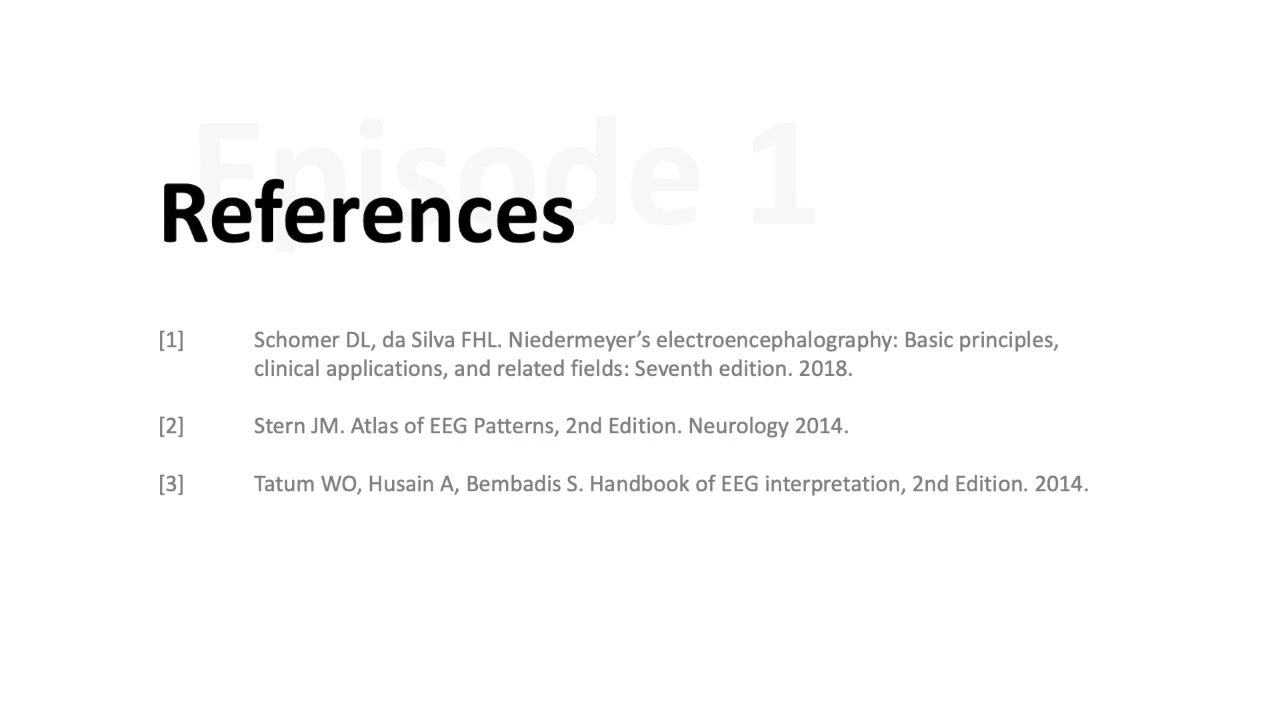 Episode 1
References
[1] Schomer DL, da Silva FHL. Niedermeyer’s electroencephalography: Basic principles,
clinical applications, and related fields: Seventh edition. 2018.
[2] Stern JM. Atlas of EEG Patterns, 2nd Edition. Neurology 2014.
[3] Tatum WO, Husain A, Bembadis S. Handbook of EEG interpretation, 2nd Edition. 2014.